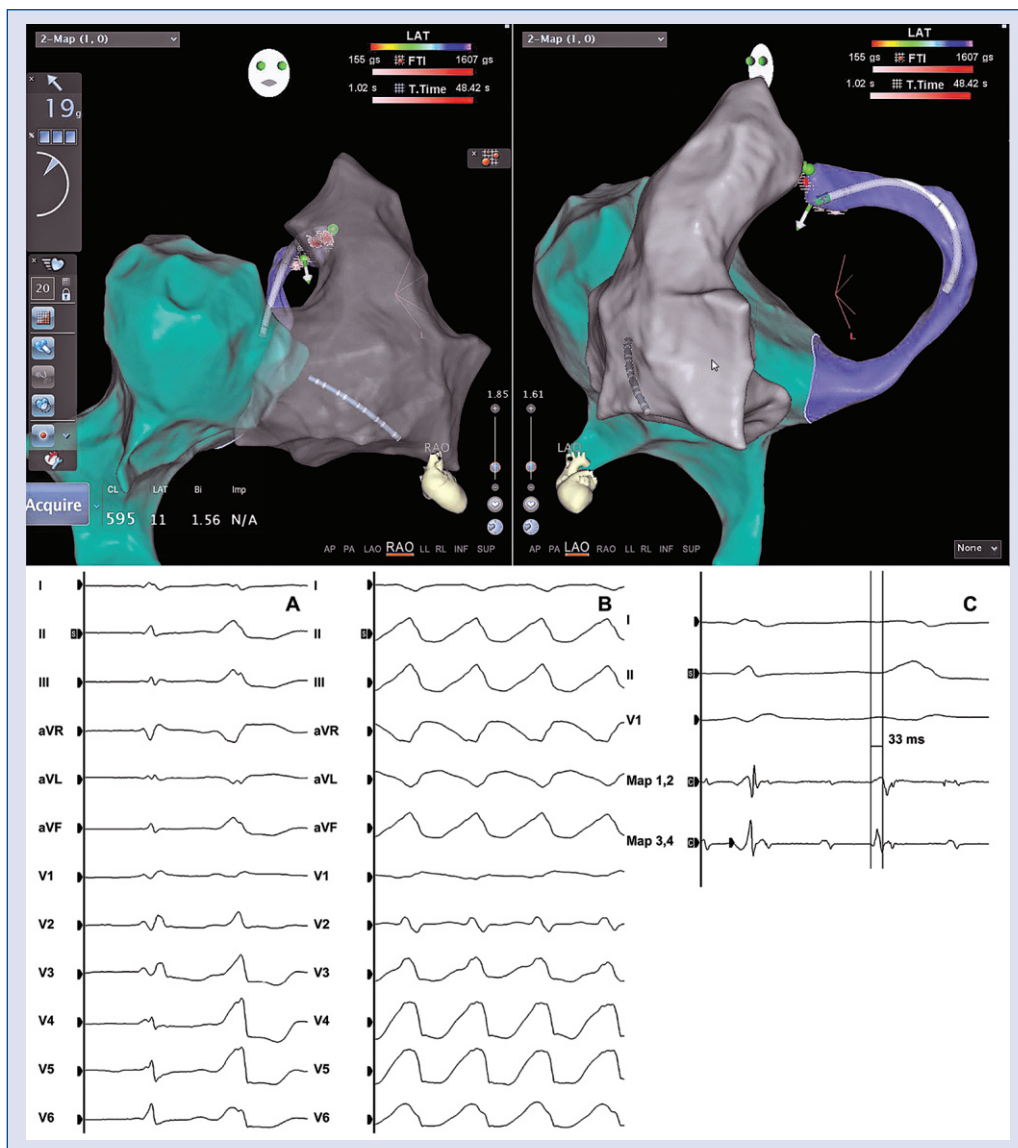 2-Map (1, 0)
LAT
155 gs FTI 1607 gs
1.02 s T.Time 48.42 s
19g
%
20
L
1.85
RAO
Acquire
CL LAT Bi Imp
595 11 1.56 N/A
AP PA LAO RAO LL RL INF SUP
2-Map (1, 0)
LAT
155 gs FTI 1607 gs
1.02 s T.Time 48.42 s
L
1.61
LAO
AP PA LAO RAO LL RL INF SUP
None
A
I
II
III
aVR
aVL
aVF
V1
V2
V3
V4
V5
V6
B
I
S II
III
aVR
aVL
aVF
V1
V2
V3
V4
V5
V6
C
I
II
V1
33 ms
Map 1,2
Map 3,4